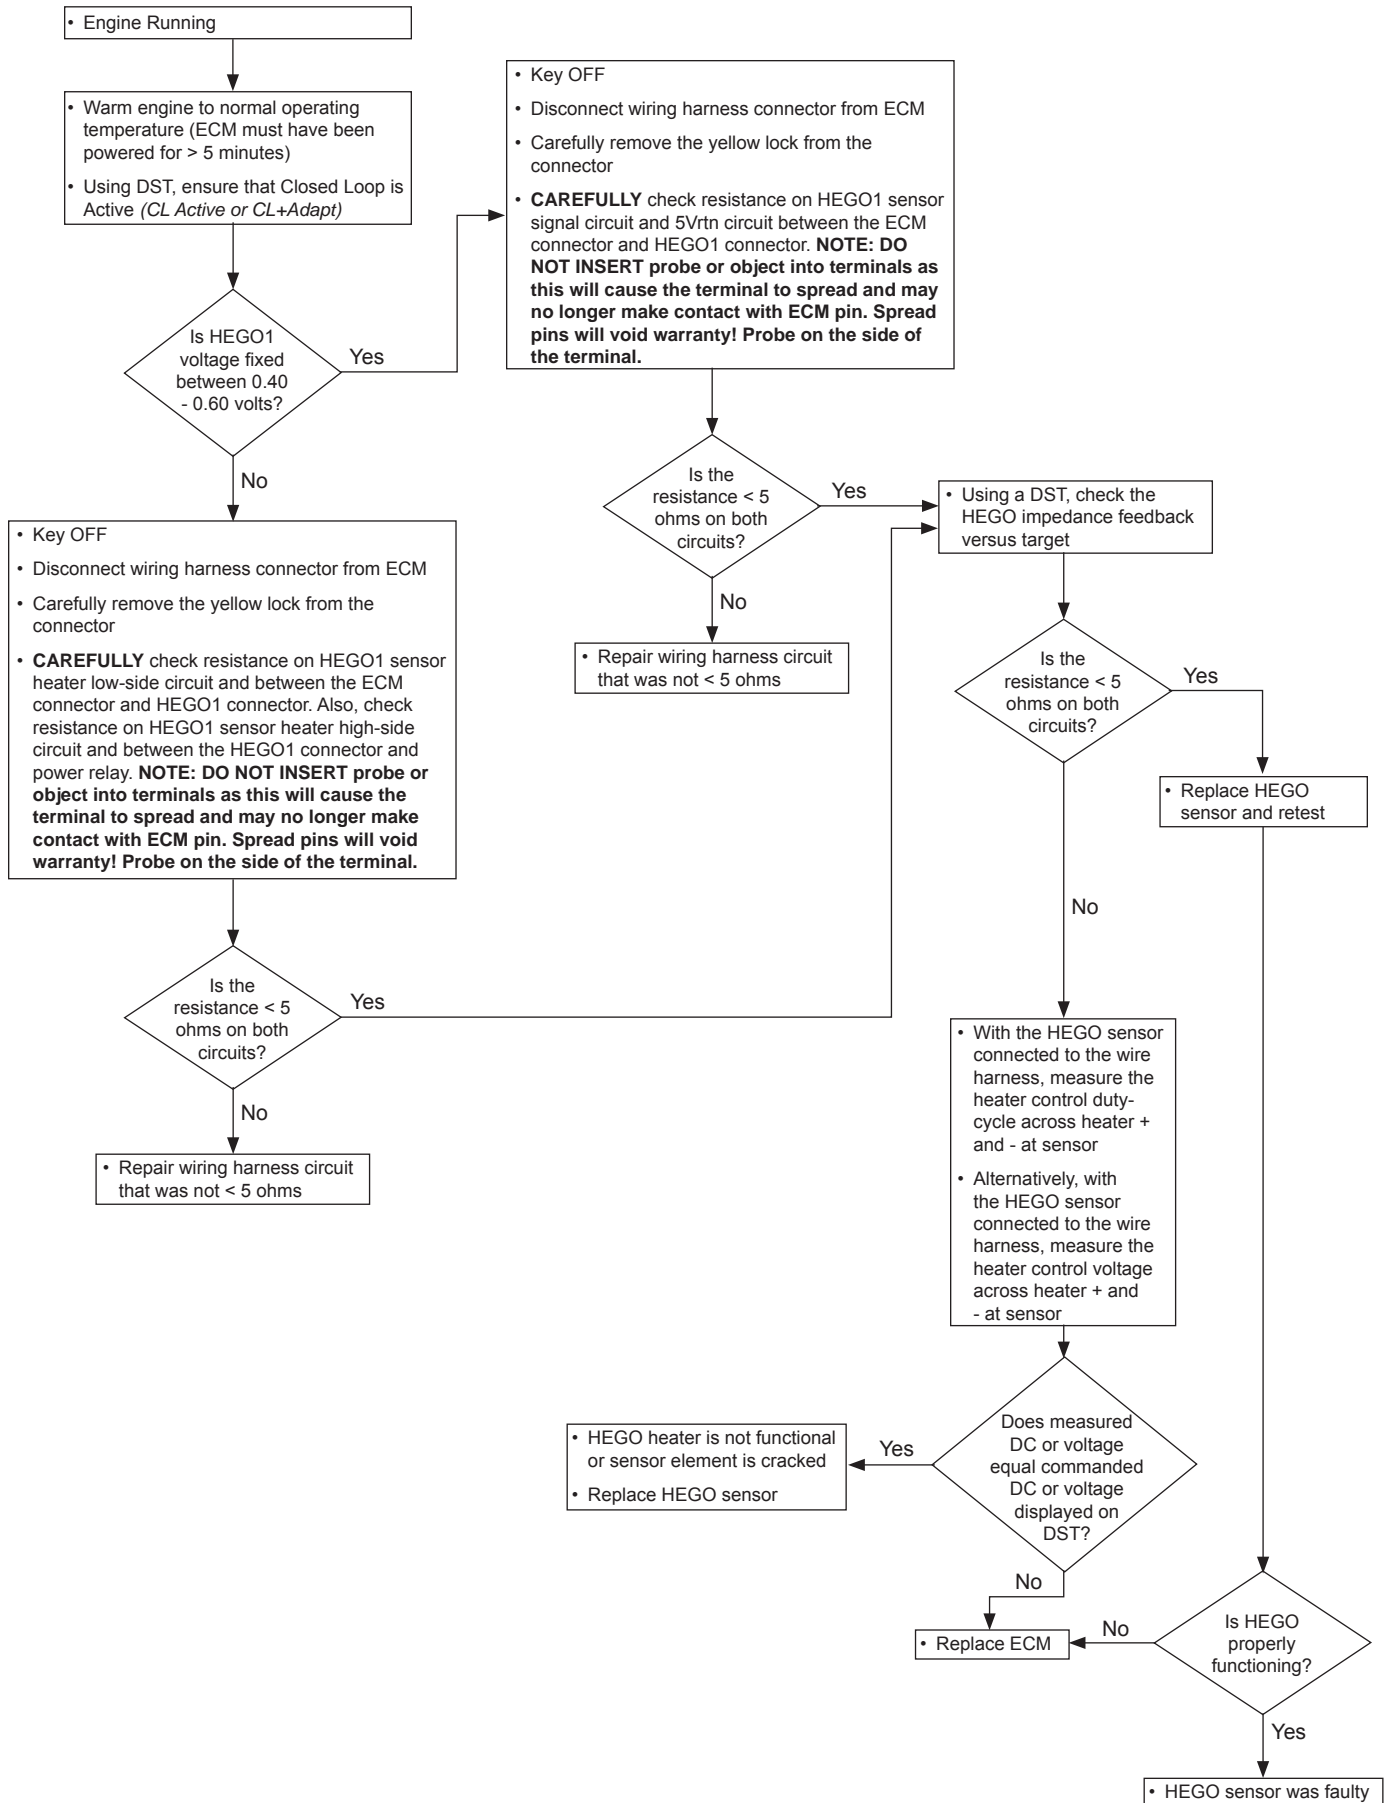 • Engine Running
• Warm engine to normal operating
temperature (ECM must have been
powered for > 5 minutes)
• Using DST, ensure that Closed Loop is
Active (CL Active or CL+Adapt)
Is HEGO1
voltage fixed
between 0.40
- 0.60 volts?
Yes
No
• Key OFF
• Disconnect wiring harness connector from ECM
• Carefully remove the yellow lock from the
connector
• CAREFULLY check resistance on HEGO1 sensor
signal circuit and 5Vrtn circuit between the ECM
connector and HEGO1 connector. NOTE: DO
NOT INSERT probe or object into terminals as
this will cause the terminal to spread and may
no longer make contact with ECM pin. Spread
pins will void warranty! Probe on the side of
the terminal.
Is the
resistance < 5
ohms on both
circuits?
Yes
No
• Repair wiring harness circuit
that was not < 5 ohms
• Key OFF
• Disconnect wiring harness connector from ECM
• Carefully remove the yellow lock from the
connector
• CAREFULLY check resistance on HEGO1 sensor
heater low-side circuit and between the ECM
connector and HEGO1 connector. Also, check
resistance on HEGO1 sensor heater high-side
circuit and between the HEGO1 connector and
power relay. NOTE: DO NOT INSERT probe or
object into terminals as this will cause the
terminal to spread and may no longer make
contact with ECM pin. Spread pins will void
warranty! Probe on the side of the terminal.
Is the
resistance < 5
ohms on both
circuits?
Yes
No
• Repair wiring harness circuit
that was not < 5 ohms
• Using a DST, check the
HEGO impedance feedback
versus target
Is the
resistance < 5
ohms on both
circuits?
Yes
• Replace HEGO
sensor and retest
No
• With the HEGO sensor
connected to the wire
harness, measure the
heater control duty-
cycle across heater +
and - at sensor
• Alternatively, with
the HEGO sensor
connected to the wire
harness, measure the
heater control voltage
across heater + and
- at sensor
Does measured
DC or voltage
equal commanded
DC or voltage
displayed on
DST?
Yes
• HEGO heater is not functional
or sensor element is cracked
• Replace HEGO sensor
No
• Replace ECM
No
Is HEGO
properly
functioning?
Yes
• HEGO sensor was faulty